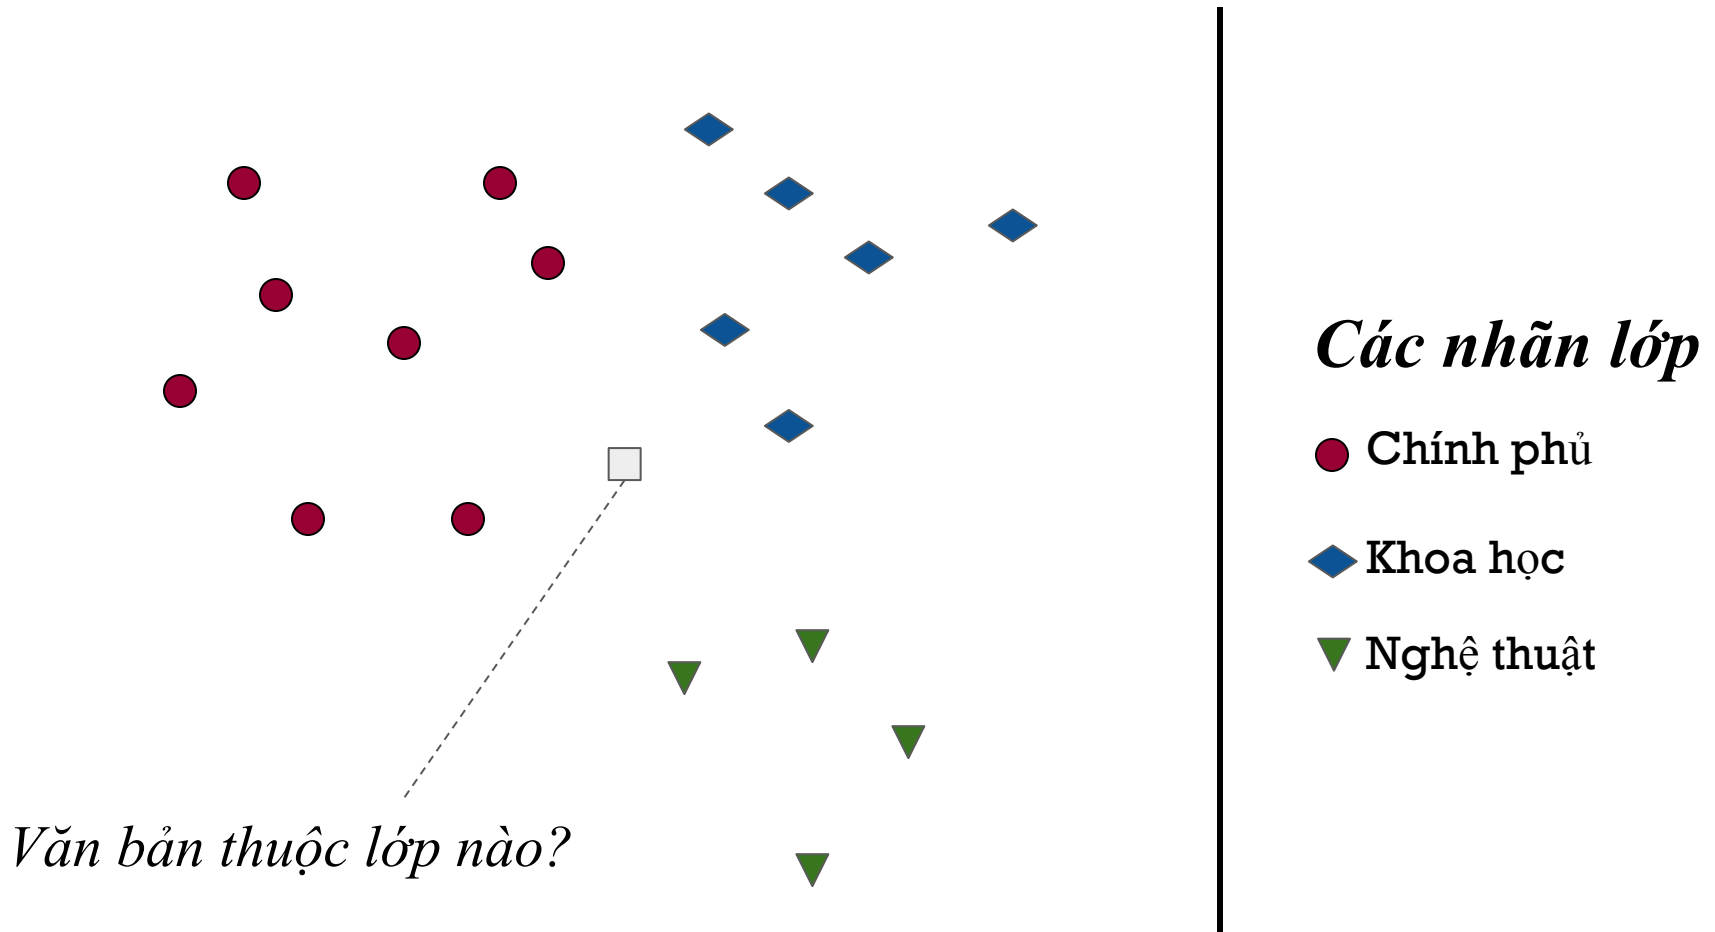 Các nhãn lớp
Chính phủ
Khoa học
Nghệ thuật
Văn bản thuộc lớp nào?